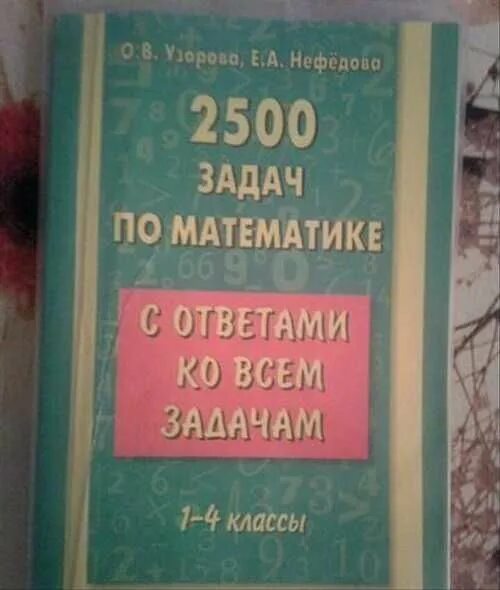 О.В. Узорова, Е.А. Нефёдова
2500
ЗАДАЧ
ПО МАТЕМАТИКЕ
С ОТВЕТАМИ
КО ВСЕМ
ЗАДАЧАМ
1-4 классы